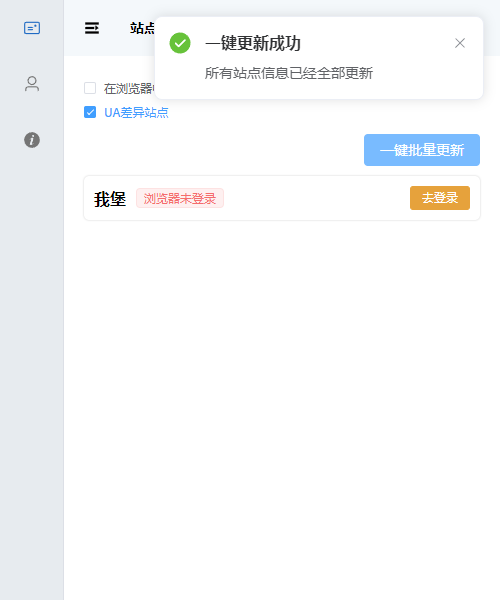 站点
一键更新成功
所有站点信息已经全部更新
在浏览器
UA差异站点
一键批量更新
我堡
浏览器未登录
去登录